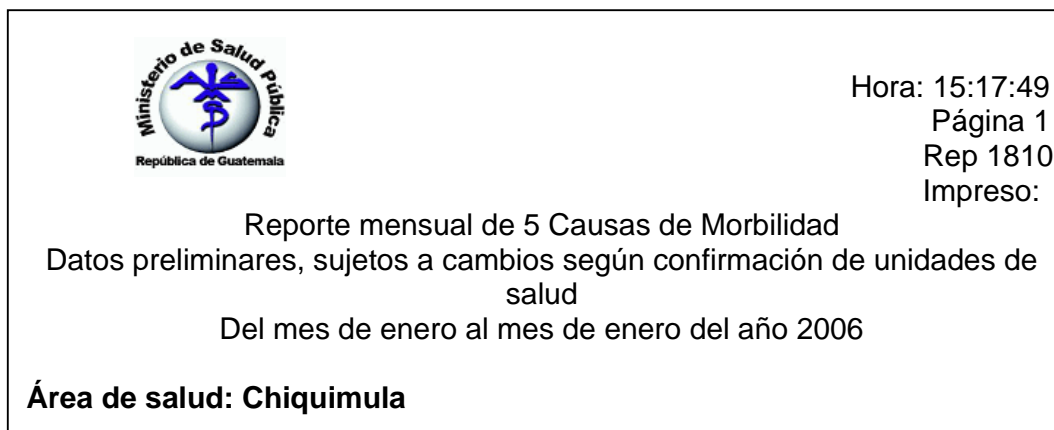 Ministerio de Salud Pública
República de Guatemala
Hora: 15:17:49
Página 1
Rep 1810
Impreso:
Reporte mensual de 5 Causas de Morbilidad
Datos preliminares, sujetos a cambios según confirmación de unidades de
salud
Del mes de enero al mes de enero del año 2006
Área de salud: Chiquimula